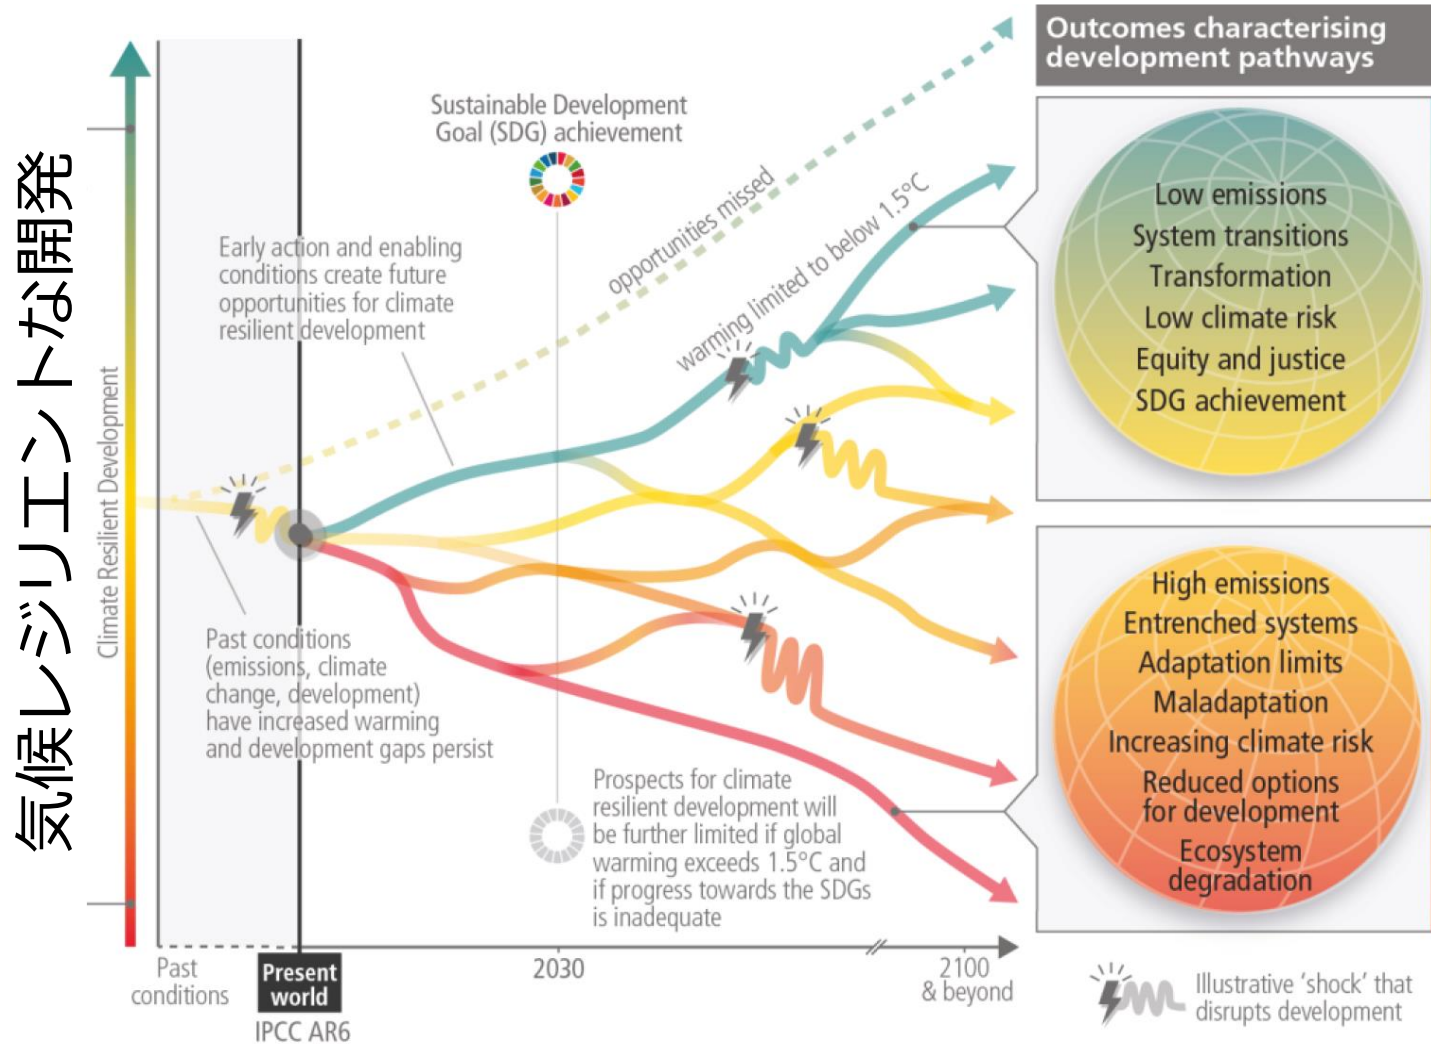 気候レジリエントな開発
Climate Resilient Development
Outcomes characterising
development pathways
Sustainable Development
Goal (SDG) achievement
opportunities missed
warming limited to below 1.5°C
Early action and enabling
conditions create future
opportunities for climate
resilient development
Low emissions
System transitions
Transformation
Low climate risk
Equity and justice
SDG achievement
Past conditions
(emissions, climate
change, development)
have increased warming
and development gaps persist
High emissions
Entrenched systems
Adaptation limits
Maladaptation
Increasing climate risk
Reduced options
for development
Ecosystem
degradation
Prospects for climate
resilient development will
be further limited if global
warming exceeds 1.5°C and
if progress towards the SDGs
is inadequate
Past
conditions
Present
world
IPCC AR6
2030
2100
& beyond
Illustrative ‘shock’ that
disrupts development